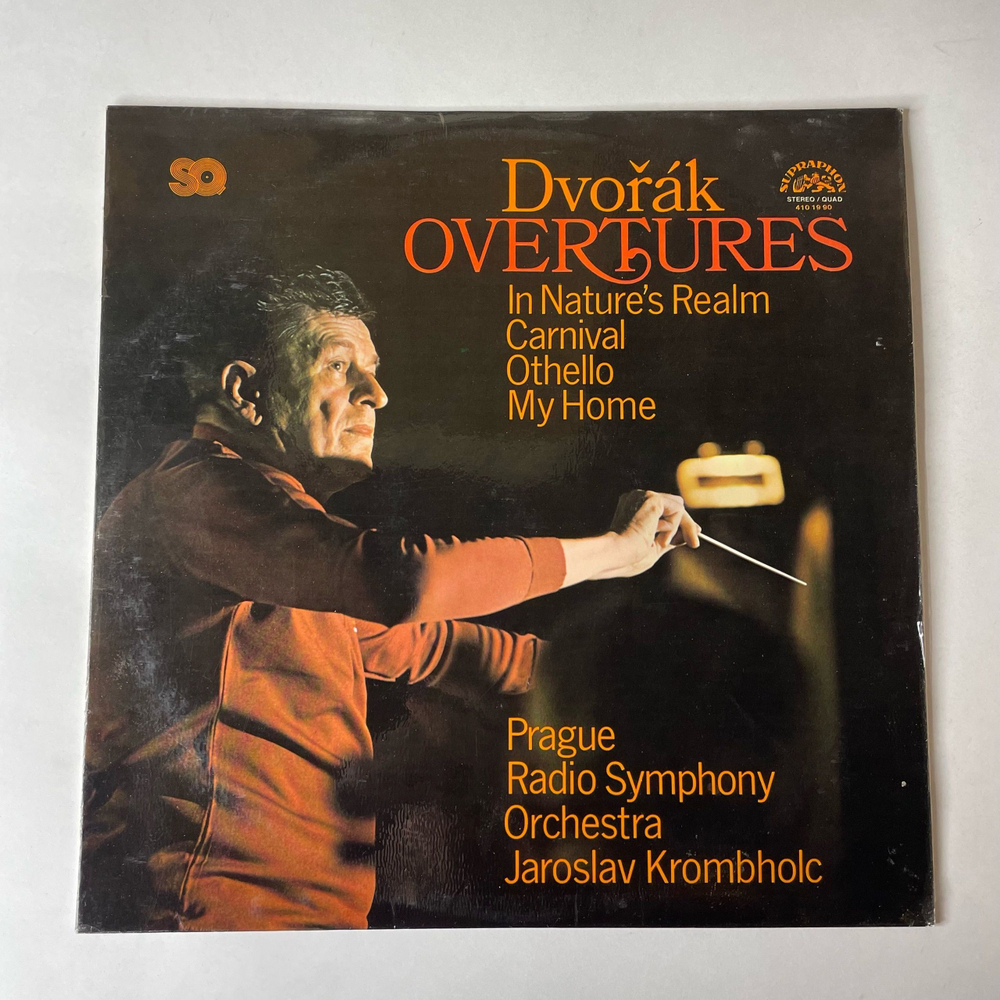 SQ
Dvořák
OVERTURES
In Nature's Realm
Carnival
Othello
My Home
SUPRAPHON
STEREO / QUAD
410 19 90
Prague
Radio Symphony
Orchestra
Jaroslav Krombholc